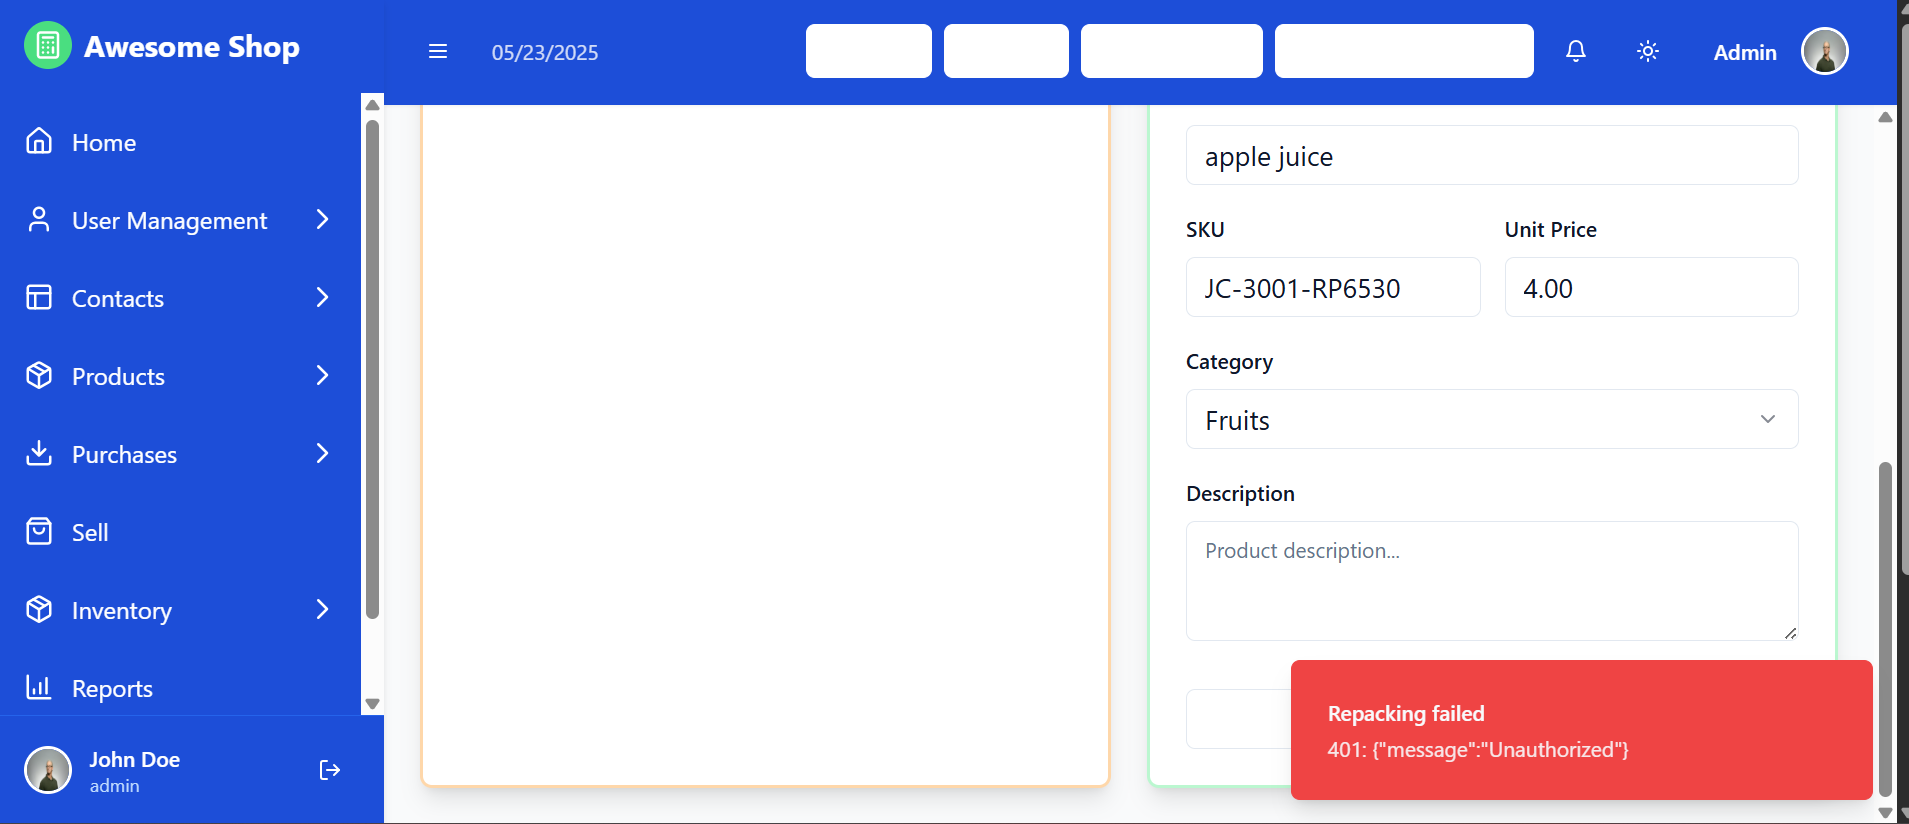 Awesome Shop
05/23/2025
Admin
Home
User Management
Contacts
Products
Purchases
Sell
Inventory
Reports
John Doe
admin
apple juice
SKU
Unit Price
JC-3001-RP6530
4.00
Category
Fruits
Description
Product description...
Repacking failed
401: {"message":"Unauthorized"}